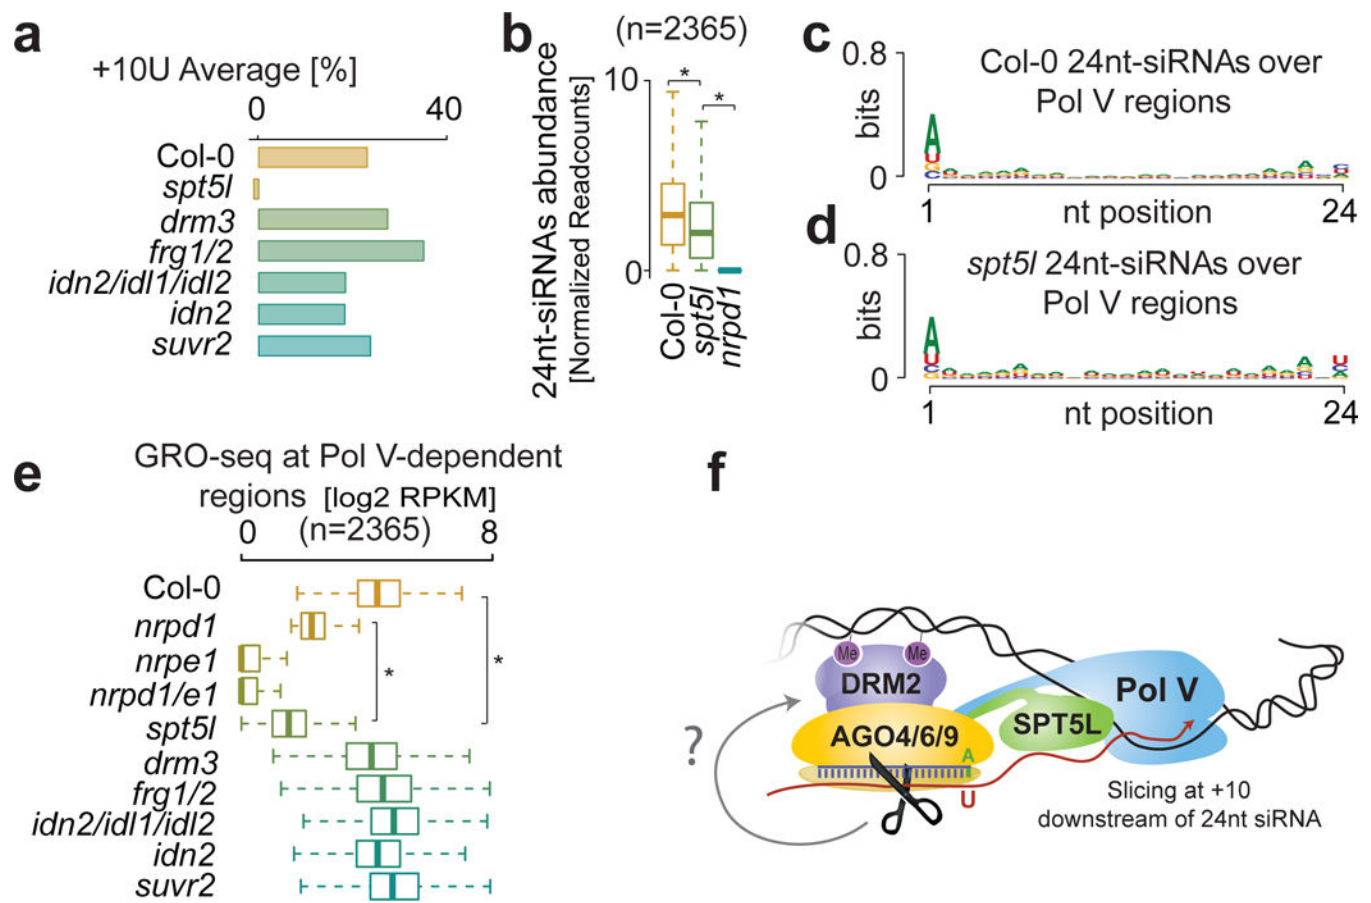 a
+10U Average [%]
0 40
Col-0
spt5l
drm3
frg1/2
idn2/idl1/idl2
idn2
suvr2
b
(n=2365)
24nt-siRNAs abundance
[Normalized Readcounts]
10
0
* *
Col-0
spt5l
nrpd1
c
0.8
bits
0
Col-0 24nt-siRNAs over
Pol V regions
A
U
G
C
1 nt position 24
d
0.8
bits
0
spt5l 24nt-siRNAs over
Pol V regions
A
U
C
G
1 nt position 24
e
GRO-seq at Pol V-dependent
regions [log2 RPKM]
(n=2365)
0 8
Col-0
nrpd1
nrpe1
nrpd1/e1
spt5l
drm3
frg1/2
idn2/idl1/idl2
idn2
suvr2
* *
f
Me Me
DRM2
Pol V
SPT5L
AGO4/6/9
A
U
?
Slicing at +10
downstream of 24nt siRNA